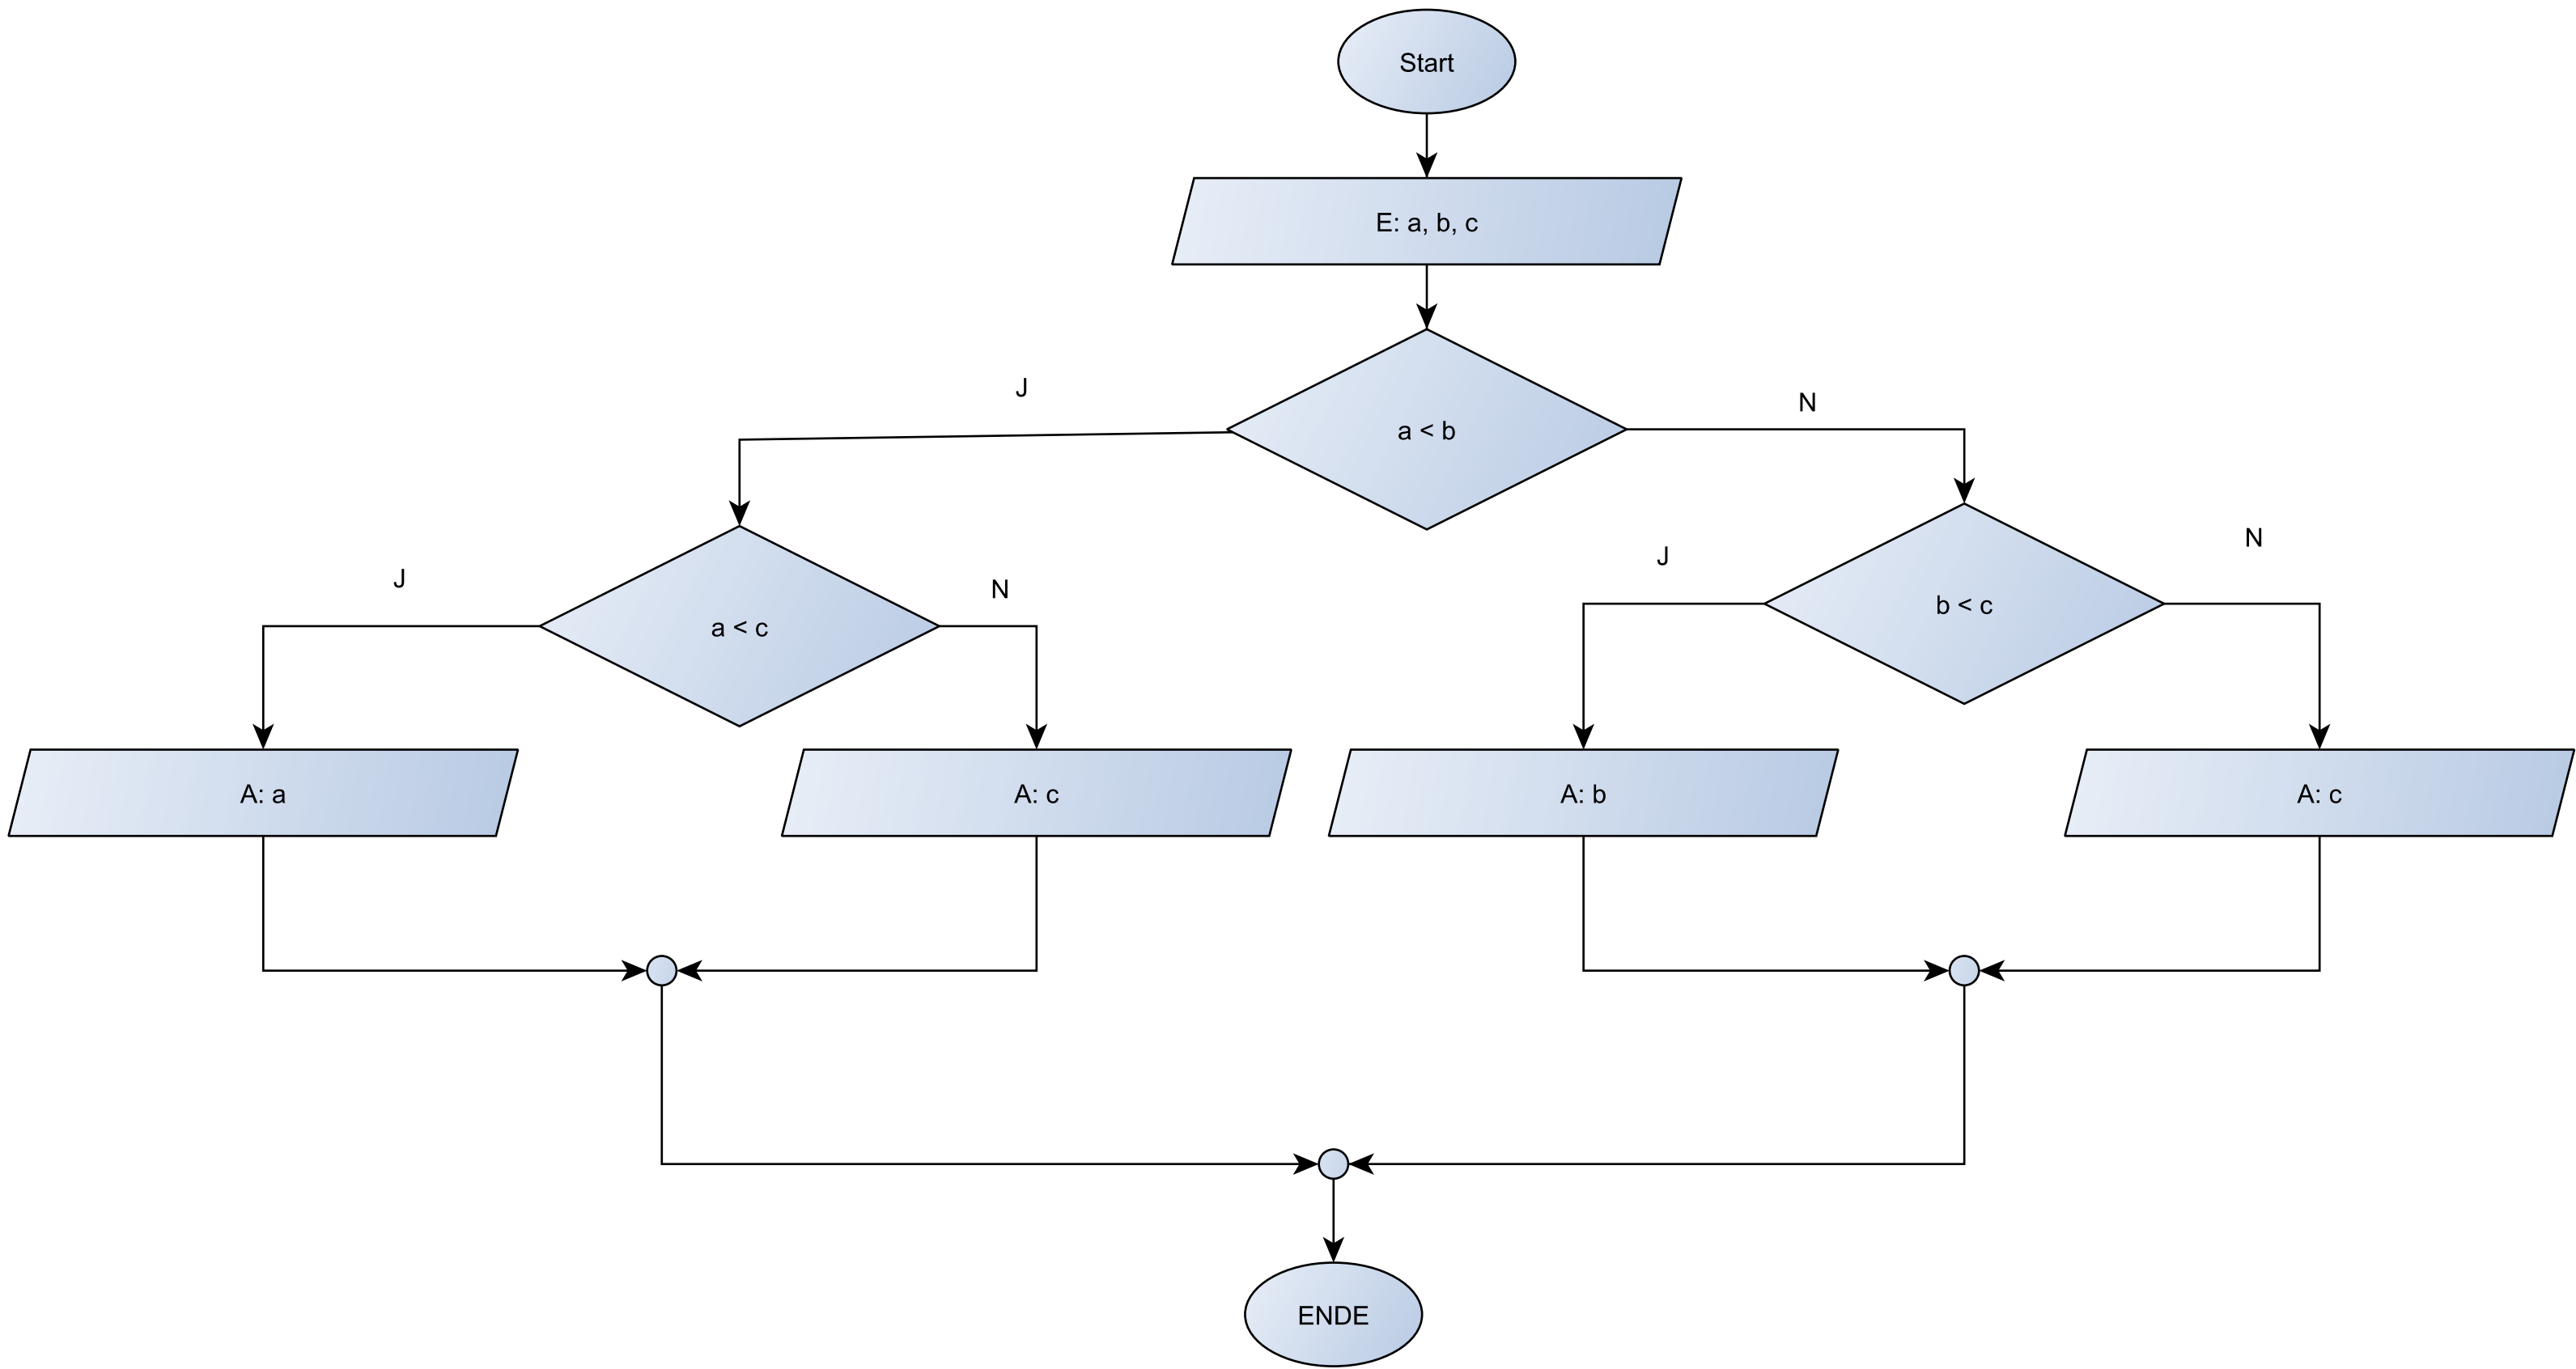 Start
E: a, b, c
J
a < b
N
J
a < c
N
J
b < c
N
A: a
A: c
A: b
A: c
ENDE